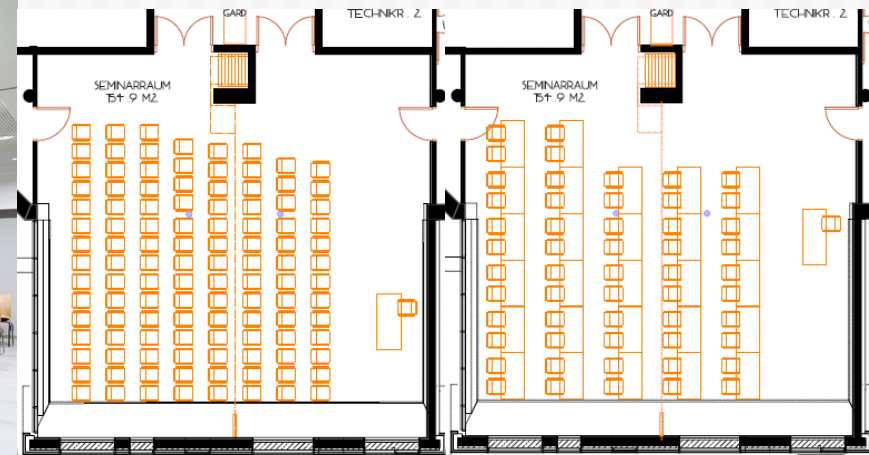 GARD
TECHNIKR. 2
SEMINARRAUM
154.9 M2
GARD
TECHNIKR. 2
SEMINARRAUM
154.9 M2